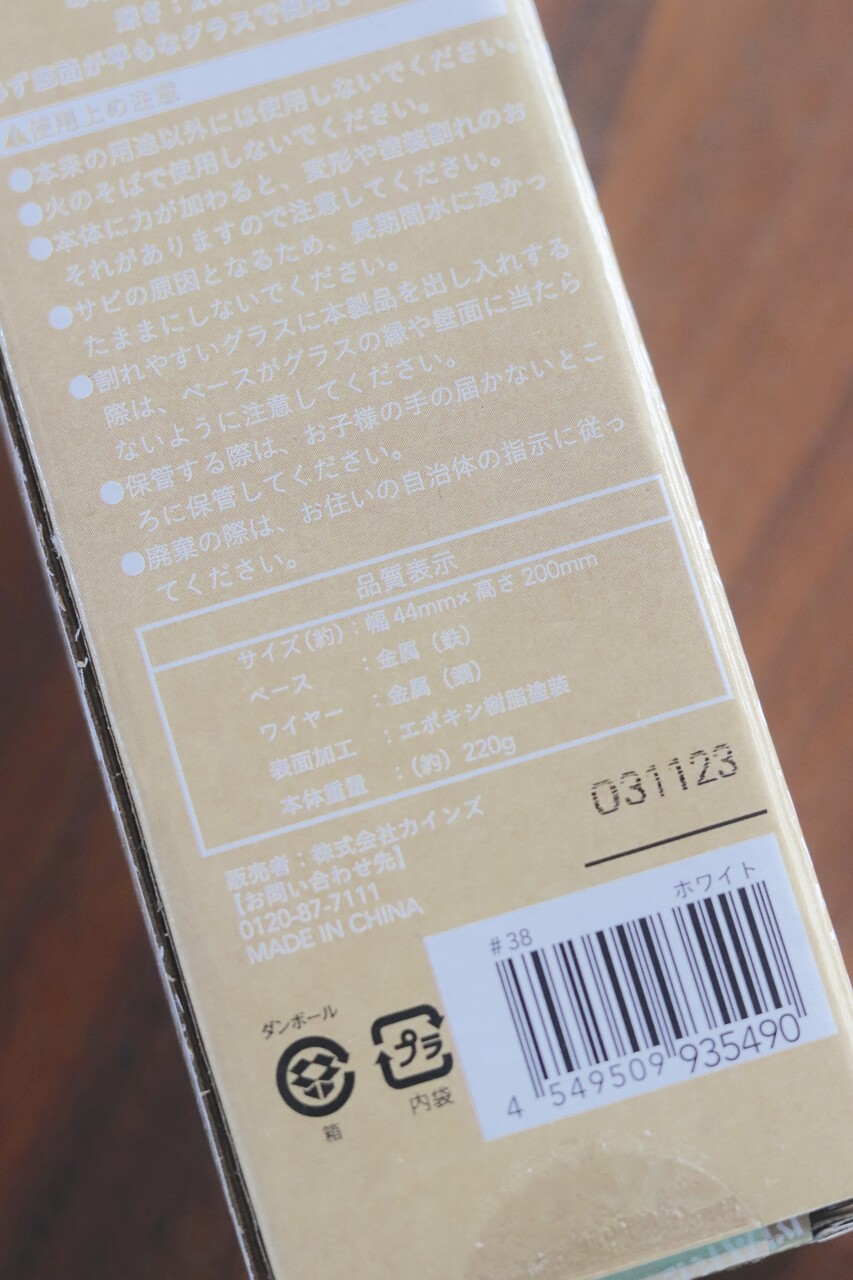 深さ：20
ず底面が平らなグラスで使用し
⚠使用上の注意
●本来の用途以外には使用しないでください。
●火のそばで使用しないでください。
●本体に力が加わると、変形や塗装割れのお
それがありますので注意してください。
●サビの原因となるため、長期間水に浸かっ
たままにしないでください。
●割れやすいグラスに本製品を出し入れする
際は、ベースがグラスの縁や壁面に当たら
ないように注意してください。
●保管する際は、お子様の手の届かないとこ
ろに保管してください。
●廃棄の際は、お住いの自治体の指示に従っ
てください。
品質表示
サイズ（約）：幅44mm×高さ200mm
ベース：金属（鉄）
ワイヤー：金属（鋼）
表面加工：エポキシ樹脂塗装
本体重量：（約）220g
販売者：株式会社カインズ
【お問い合わせ先】
0120-87-7111
MADE IN CHINA
031123
ホワイト
#38
4 549509 935490
ダンボール
箱
プラ
内袋